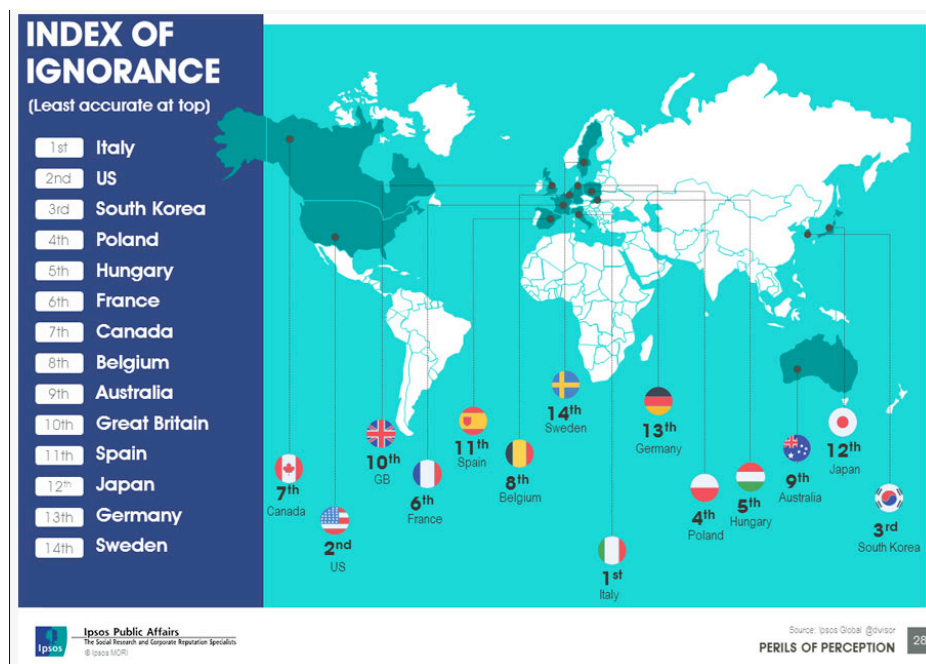 INDEX OF
IGNORANCE
(Least accurate at top)
1st Italy
2nd US
3rd South Korea
4th Poland
5th Hungary
6th France
7th Canada
8th Belgium
9th Australia
10th Great Britain
11th Spain
12th Japan
13th Germany
14th Sweden
7th
Canada
2nd
US
10th
GB
6th
France
11th
Spain
8th
Belgium
14th
Sweden
1st
Italy
13th
Germany
4th
Poland
5th
Hungary
9th
Australia
12th
Japan
3rd
South Korea
Ipsos
Ipsos Public Affairs
The Social Research and Corporate Reputation Specialists
© Ipsos MORI
Source: Ipsos Global @dvisor
PERILS OF PERCEPTION
28